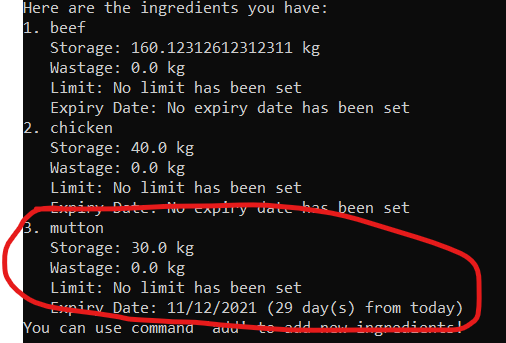 Here are the ingredients you have:
1. beef
Storage: 160.12312612312311 kg
Wastage: 0.0 kg
Limit: No limit has been set
Expiry Date: No expiry date has been set
2. chicken
Storage: 40.0 kg
Wastage: 0.0 kg
Limit: No limit has been set
Expiry Date: No expiry date has been set
3. mutton
Storage: 30.0 kg
Wastage: 0.0 kg
Limit: No limit has been set
Expiry Date: 11/12/2021 (29 day(s) from today)
You can use command 'add' to add new ingredients!